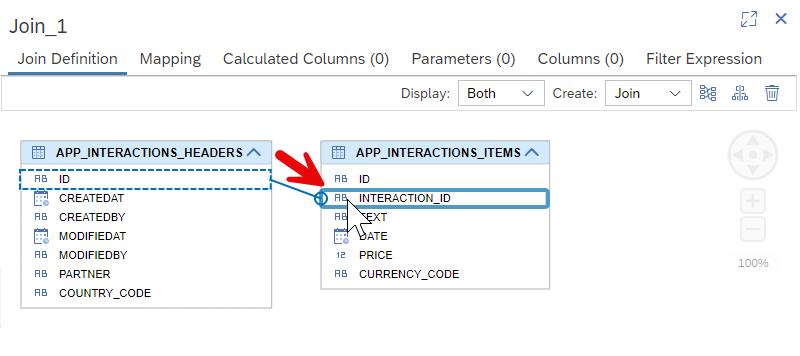 Join_1
Join Definition Mapping Calculated Columns (0) Parameters (0) Columns (0) Filter Expression
Display: Both Create: Join
APP_INTERACTIONS_HEADERS
AB ID
CREATEDAT
AB CREATEDBY
MODIFIEDAT
AB MODIFIEDBY
AB PARTNER
AB COUNTRY_CODE
APP_INTERACTIONS_ITEMS
AB ID
AB INTERACTION_ID
AB TEXT
DATE
12 PRICE
AB CURRENCY_CODE
100%